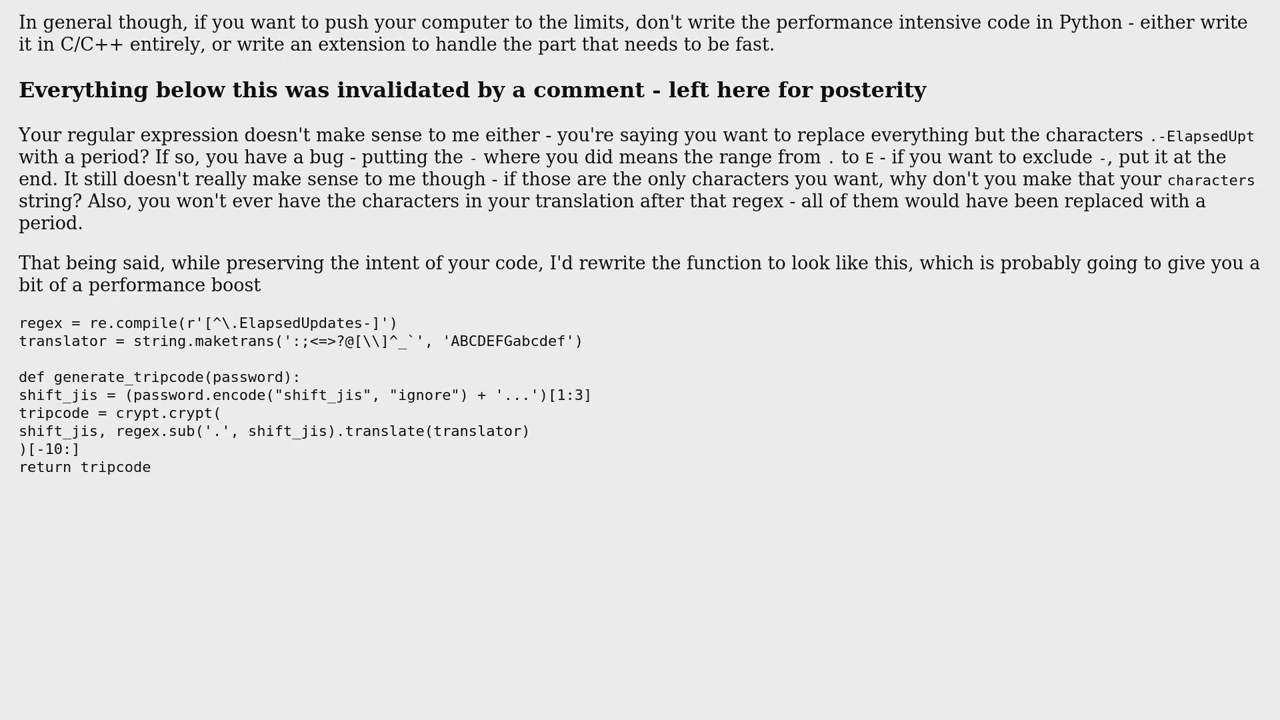 In general though, if you want to push your computer to the limits, don't write the performance intensive code in Python - either write
it in C/C++ entirely, or write an extension to handle the part that needs to be fast.
Everything below this was invalidated by a comment - left here for posterity
Your regular expression doesn't make sense to me either - you're saying you want to replace everything but the characters .-ElapsedUpt
with a period? If so, you have a bug - putting the - where you did means the range from . to E - if you want to exclude -, put it at the
end. It still doesn't really make sense to me though - if those are the only characters you want, why don't you make that your characters
string? Also, you won't ever have the characters in your translation after that regex - all of them would have been replaced with a
period.
That being said, while preserving the intent of your code, I'd rewrite the function to look like this, which is probably going to give you a
bit of a performance boost
regex = re.compile(r'[^\.ElapsedUpdates-]')
translator = string.maketrans(':;<=>?@[\\]^_`', 'ABCDEFGabcdef')
def generate_tripcode(password):
shift_jis = (password.encode("shift_jis", "ignore") + '...')[1:3]
tripcode = crypt.crypt(
shift_jis, regex.sub('.', shift_jis).translate(translator)
)[-10:]
return tripcode